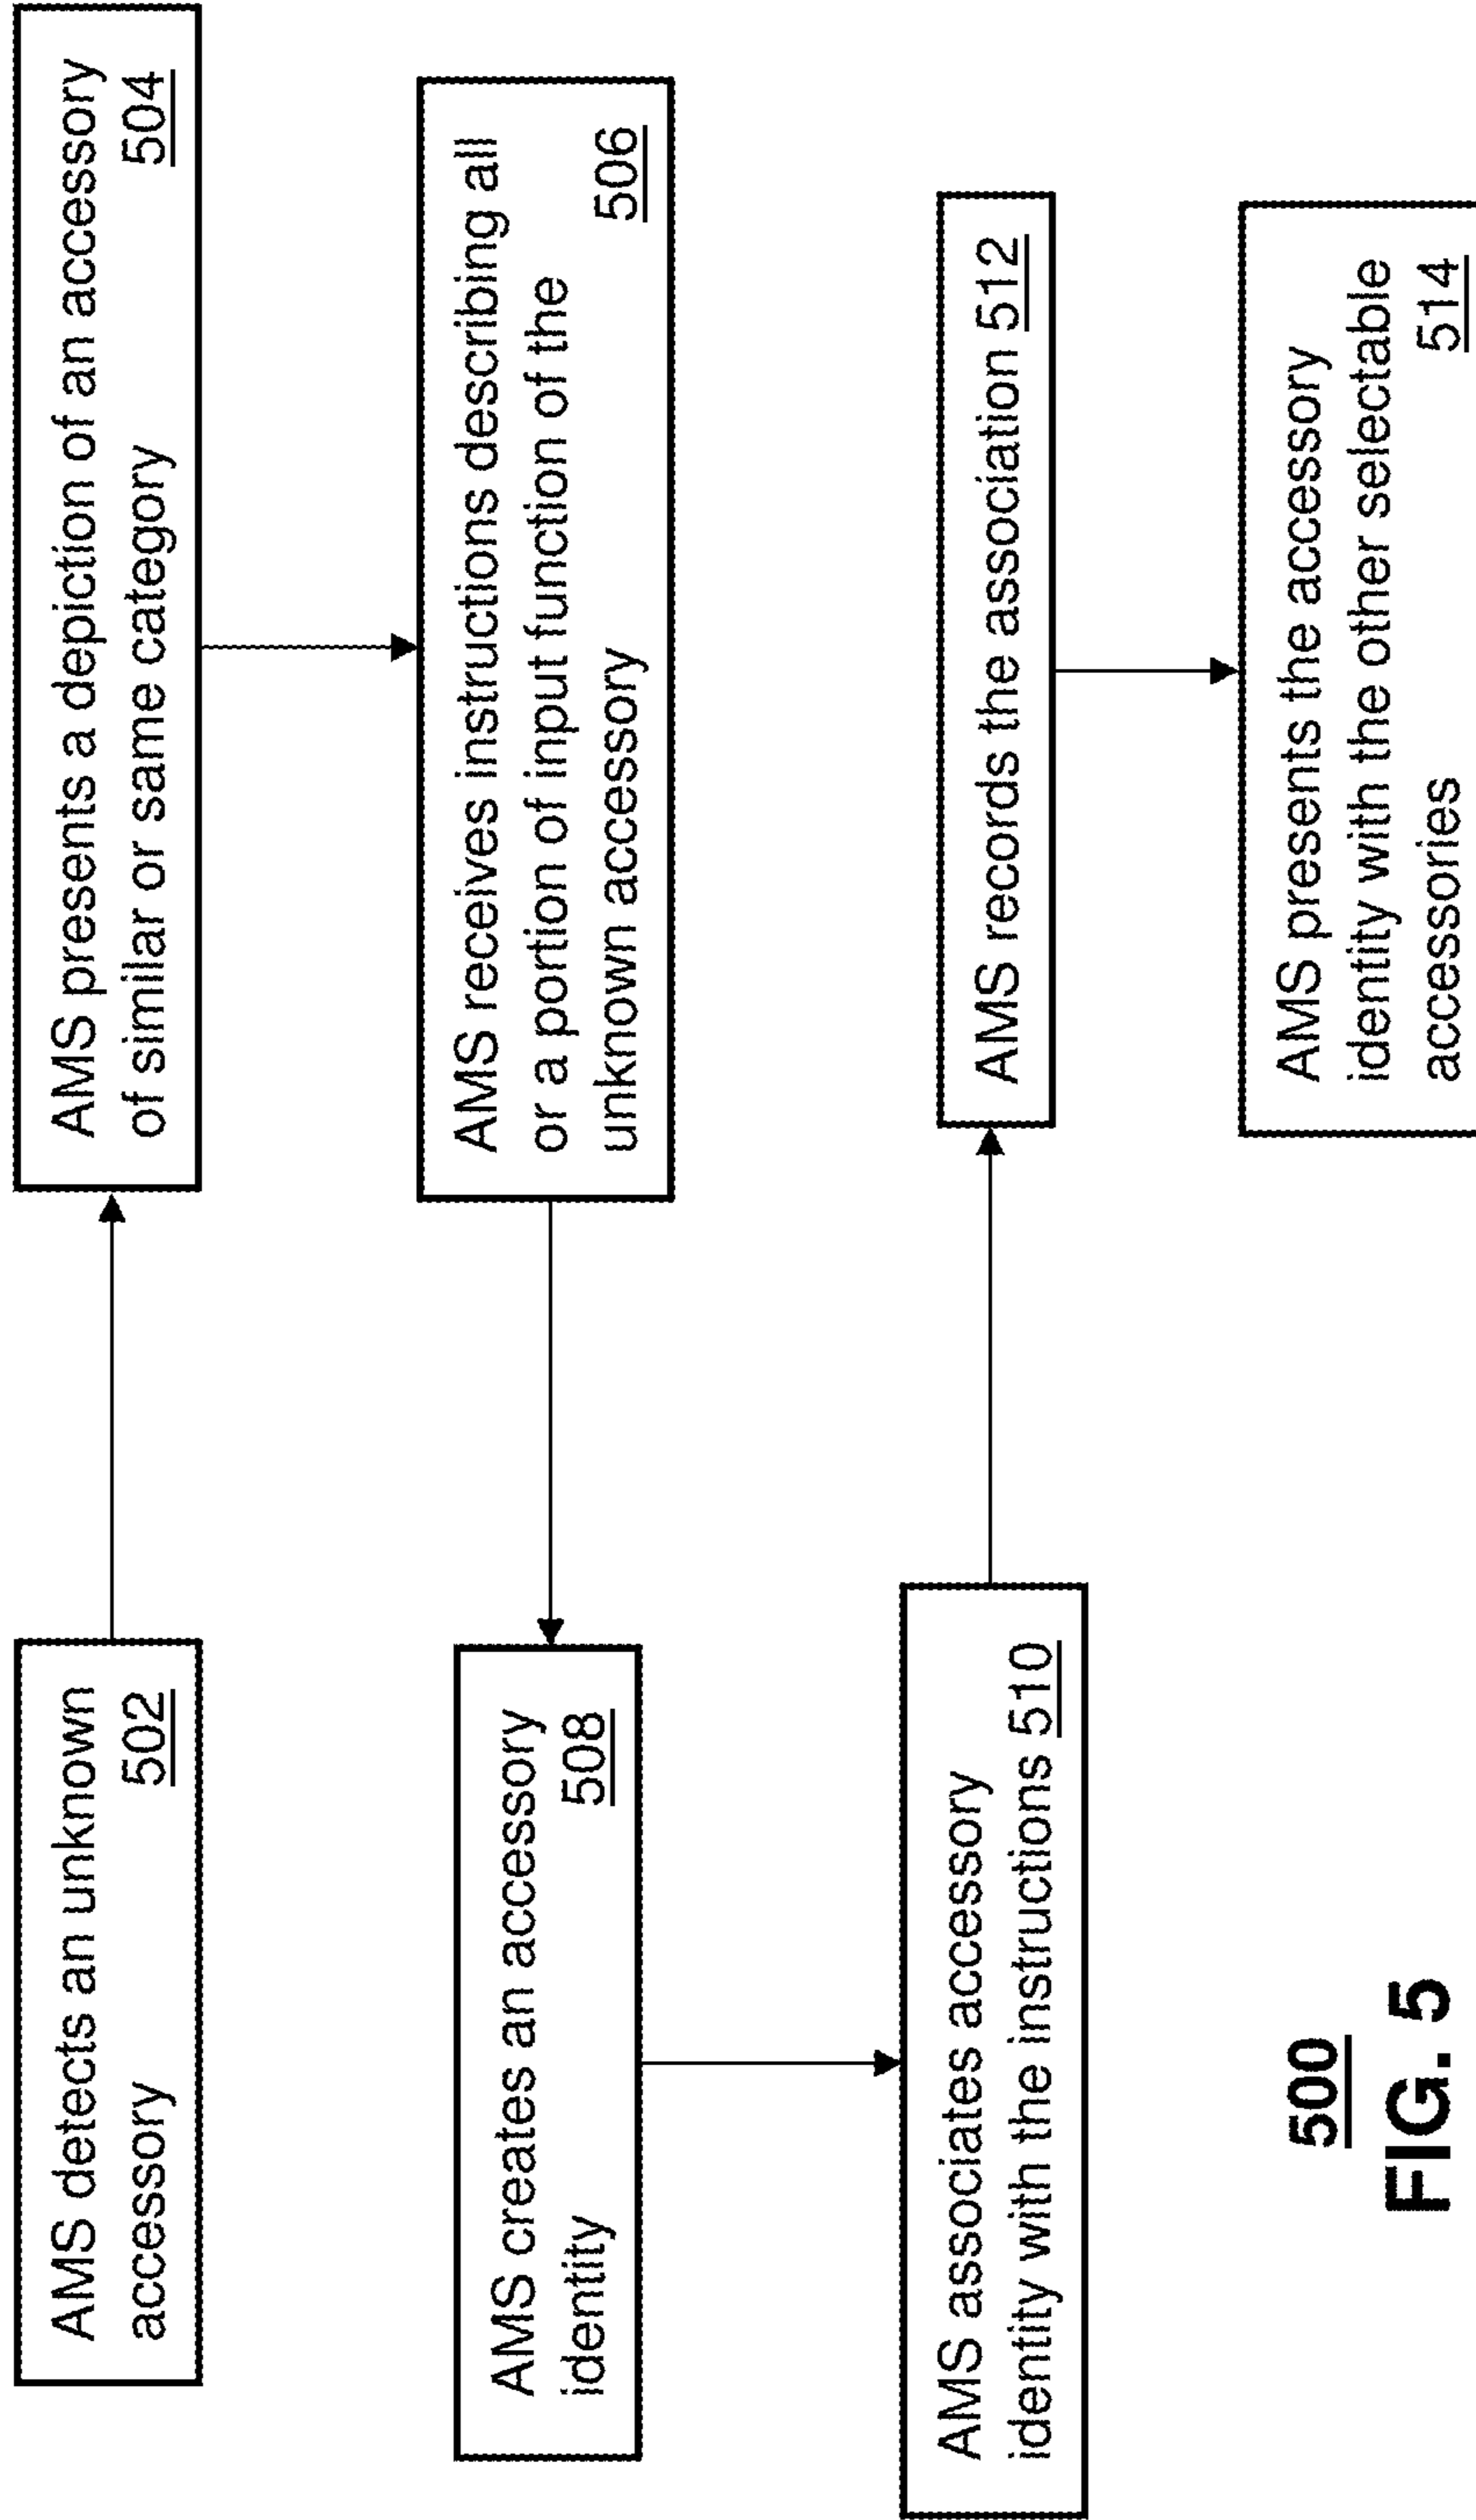 AMS detects an unknown
accessory 502
AMS presents a depiction of an accessory
of similar or same category 504
AMS receives instructions describing all
or a portion of input function of the
unknown accessory 506
AMS creates an accessory
identity 508
AMS associates accessory
identity with the instructions 510
AMS records the association 512
AMS presents the accessory
identity with the other selectable
accessories 514
500
FIG. 5